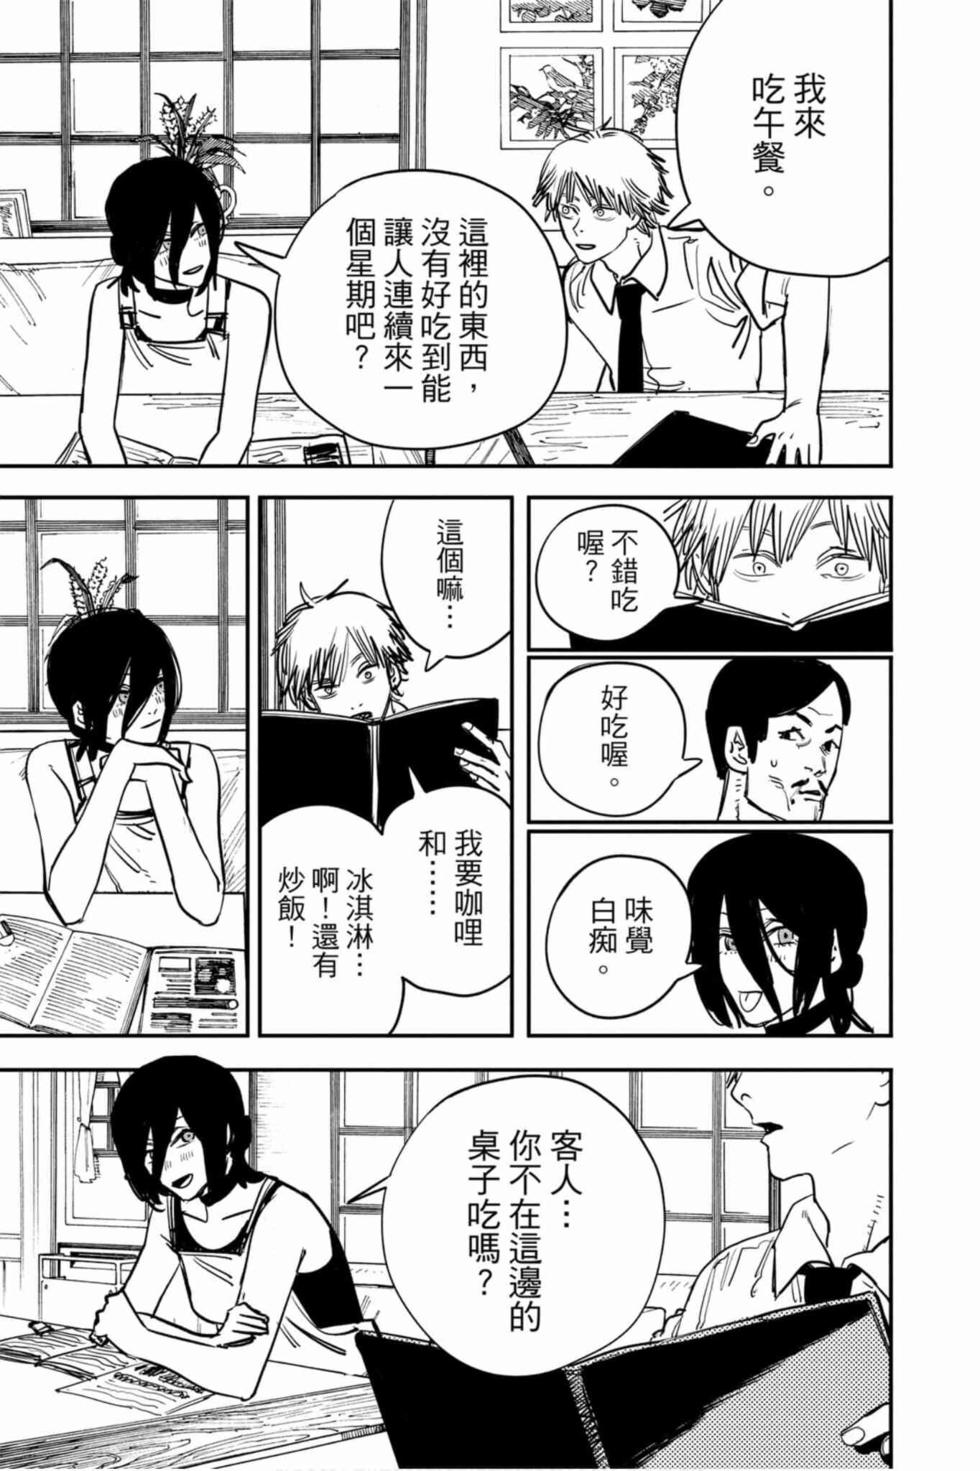 我來
吃午餐。
這裡的東西，
沒有好吃到能
讓人連續來一
個星期吧？
不錯吃
喔？
好吃喔。
味覺
白痴。
這個嘛…
我要咖哩
和……
冰淇淋…
啊！還有
炒飯！
客人…
你不在這邊的
桌子吃嗎？